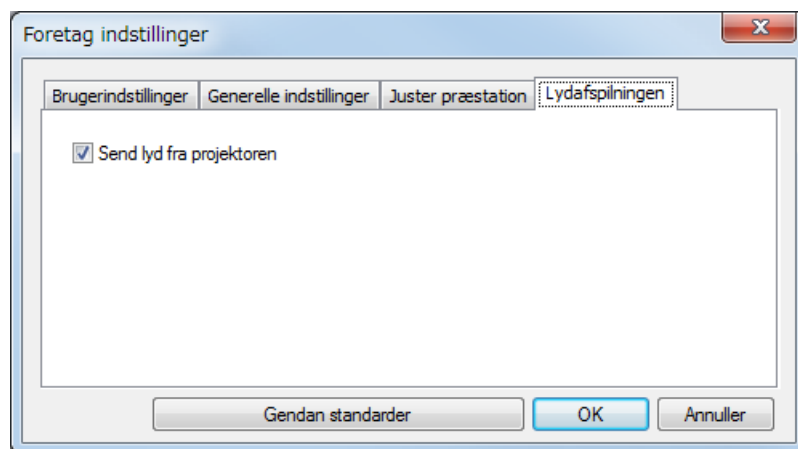 Foretag indstillinger
Brugerindstillinger Generelle indstillinger Juster præstation Lydafspilningen
Send lyd fra projektoren
Gendan standarder OK Annuller